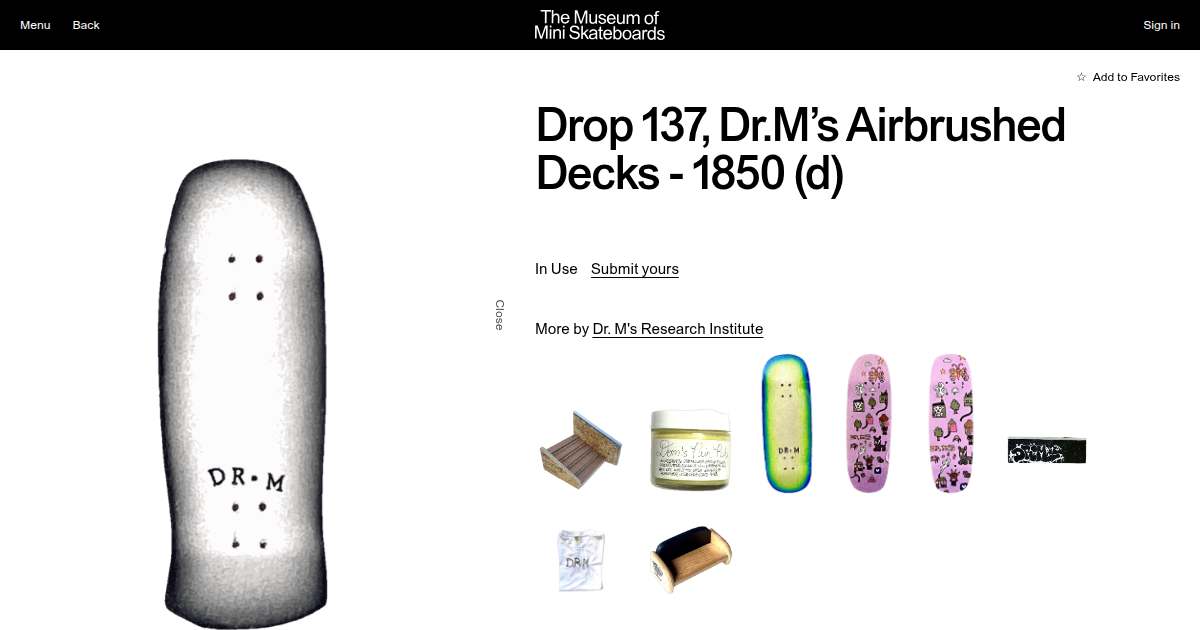 Menu Back
The Museum of
Mini Skateboards
Sign in
☆ Add to Favorites
Drop 137, Dr.M’s Airbrushed
Decks - 1850 (d)
In Use Submit yours
Close
More by Dr. M's Research Institute
DR•M
DR•M
DRM